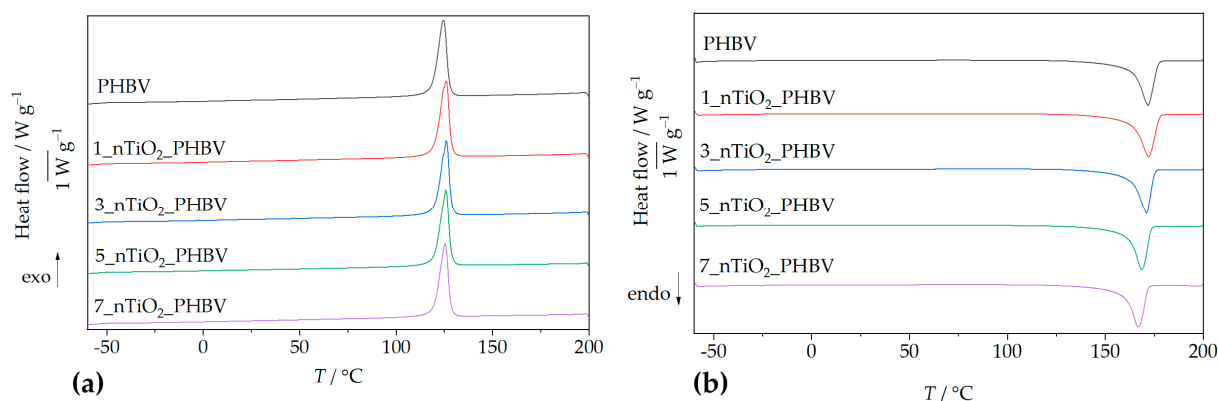 Heat flow / W g⁻¹
1 W g⁻¹
exo
PHBV
1_nTiO₂_PHBV
3_nTiO₂_PHBV
5_nTiO₂_PHBV
7_nTiO₂_PHBV
-50 0 50 100 150 200
T / °C
(a)
Heat flow / W g⁻¹
1 W g⁻¹
endo
PHBV
1_nTiO₂_PHBV
3_nTiO₂_PHBV
5_nTiO₂_PHBV
7_nTiO₂_PHBV
-50 0 50 100 150 200
T / °C
(b)